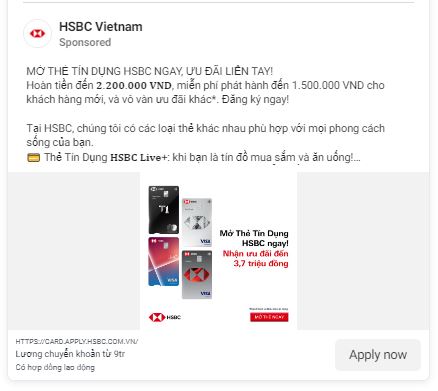 HSBC Vietnam
Sponsored
MỞ THẺ TÍN DỤNG HSBC NGAY, ƯU ĐÃI LIỀN TAY!
Hoàn tiền đến 2.200.000 VND, miễn phí phát hành đến 1.500.000 VND cho
khách hàng mới, và vô vàn ưu đãi khác*. Đăng ký ngay!
Tại HSBC, chúng tôi có các loại thẻ khác nhau phù hợp với mọi phong cách
sống của bạn.
Thẻ Tín Dụng HSBC Live+: khi bạn là tín đồ mua sắm và ăn uống!...
T1
VISA
VISA
VISA
Mở Thẻ Tín Dụng
HSBC ngay!
Nhận ưu đãi đến
3,7 triệu đồng
HSBC
MỞ THẺ NGAY
HTTPS://CARD.APPLY.HSBC.COM.VN/
Lương chuyển khoản từ 9tr
Có hợp đồng lao động
Apply now